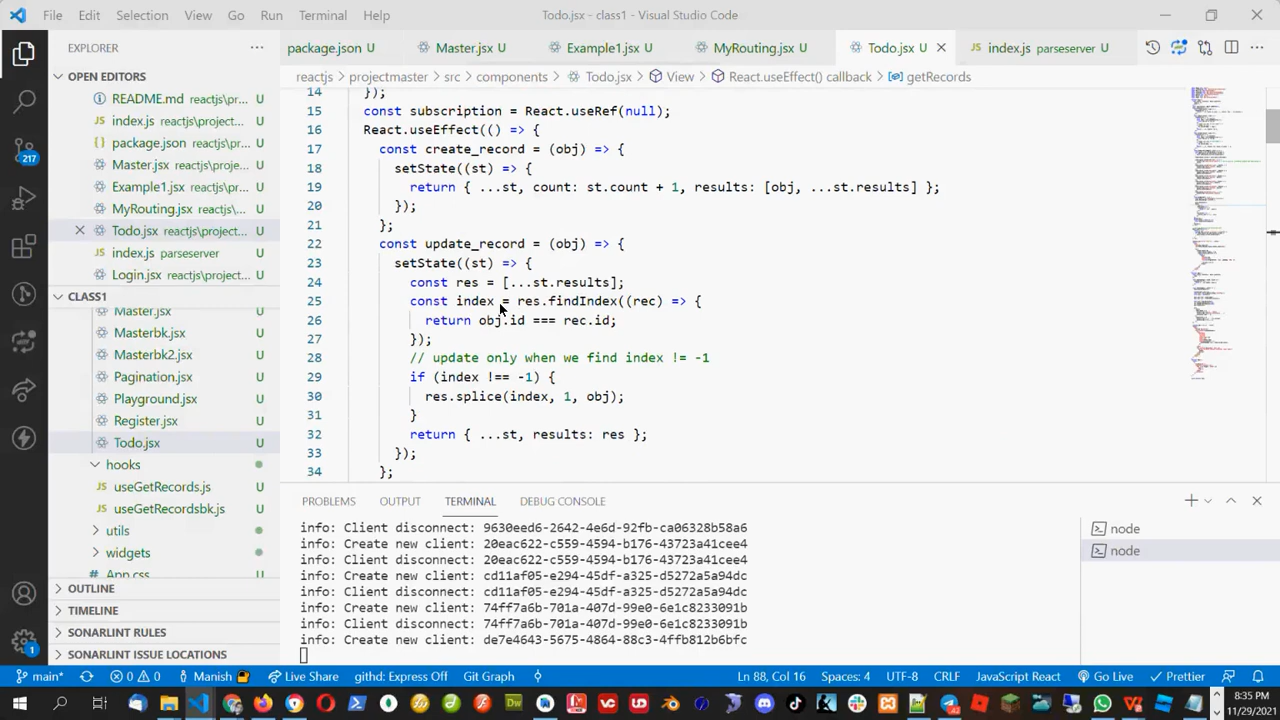 File Edit Selection View Go Run Terminal Help Todo.jsx - class1 - Visual Studio Code
EXPLORER
package.json U Master.jsx U Example1.jsx U MyRouting.jsx U Todo.jsx U index.js parseserver U
reactjs > projectmaster > src > components > Todo.jsx > View > React.useEffect() callback > getRecords
OPEN EDITORS
README.md reactjs\pr... U
index.js reactjs\project... U
package.json reactjs\... U
Master.jsx reactjs\proj... U
Example1.jsx reactjs\... U
MyRouting.jsx reactj... U
Todo.jsx reactjs\project... U
index.js parseserver U
Login.jsx reactjs\projec... U
CLASS1
Master.jsx U
Masterbk.jsx U
Masterbk2.jsx U
Pagination.jsx U
Playground.jsx U
Register.jsx U
Todo.jsx U
hooks
useGetRecords.js U
useGetRecordsbk.js U
utils
widgets
App.css
OUTLINE
TIMELINE
SONARLINT RULES
SONARLINT ISSUE LOCATIONS
14 });
15 const subscription = React.useRef(null);
16 React.useEffect(() => {
17 const create_record = (obj) => {
18
19 return { ...st, count: st.count + 1, results: [obj, ...st.results] };
20 });
21 };
22 const update_record = (obj) => {
23
24 const res = [...st.results];
25 const index = res.findIndex((rec) => {
26 return rec.id === obj.id;
27 });
28 // update only when we find index != -1
29 if (index !== -1) {
30 res.splice(index, 1, obj);
31 }
32 return { ...st, results: res };
33 });
34 };
PROBLEMS OUTPUT TERMINAL DEBUG CONSOLE
info: Client disconnect: 9630eed6-2642-4e6d-92fb-ca06328b58a6
info: Create new client: 20eac622-c559-4594-b176-43723a41cee4
info: Client disconnect: 20eac622-c559-4594-b176-43723a41cee4
info: Create new client: cd11af05-e294-45df-a325-d5272a5a94dc
info: Client disconnect: cd11af05-e294-45df-a325-d5272a5a94dc
info: Create new client: 74ff7a6b-701a-407d-99e0-6e1c8233091b
info: Client disconnect: 74ff7a6b-701a-407d-99e0-6e1c8233091b
info: Create new client: de7e4643-5675-4864-88c3-4ffb812b6bfc
node
node
217
1
main* 0 0 Manish Live Share githd: Express Off Git Graph Ln 88, Col 16 Spaces: 4 UTF-8 CRLF JavaScript React Go Live Prettier
8:35 PM
11/29/2021